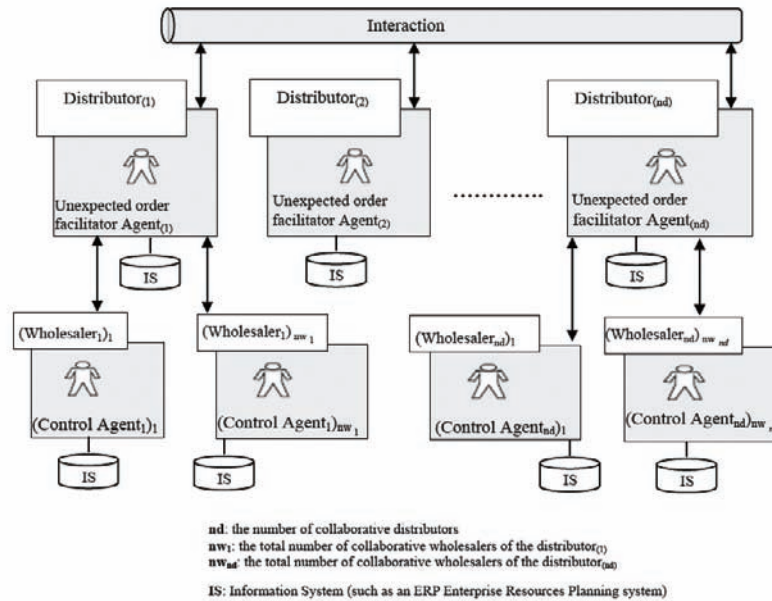 Interaction
Distributor(1)
Distributor(2)
Distributor(nd)
Unexpected order
facilitator Agent(1)
Unexpected order
facilitator Agent(2)
..............
Unexpected order
facilitator Agent(nd)
IS
IS
IS
(Wholesaler1)1
(Wholesaler1)nw1
(Wholesalernd)1
(Wholesalernd)nwnd
(Control Agent1)1
(Control Agent1)nw1
(Control Agentnd)1
(Control Agentnd)nw
IS
IS
IS
IS
nd: the number of collaborative distributors
nw1: the total number of collaborative wholesalers of the distributor(1)
nwnd: the total number of collaborative wholesalers of the distributor(nd)
IS: Information System (such as an ERP Enterprise Resources Planning system)